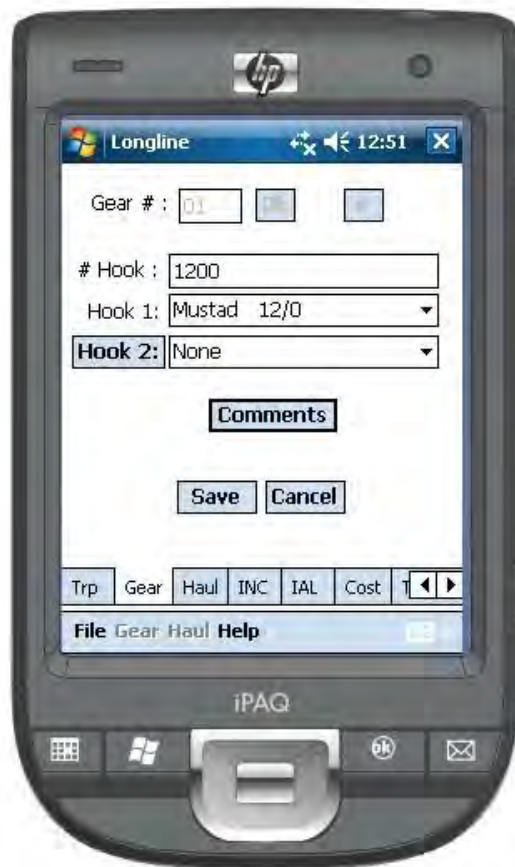 hp
Longline 12:51 X
Gear # : 01
# Hook : 1200
Hook 1: Mustad 12/0
Hook 2: None
Comments
Save Cancel
Trp Gear Haul INC IAL Cost T
File Gear Haul Help
iPAQ
ok